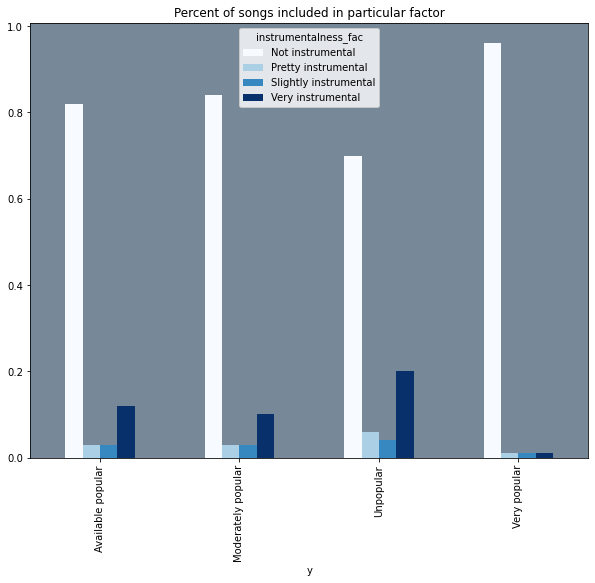 Percent of songs included in particular factor
instrumentalness_fac
Not instrumental
Pretty instrumental
Slightly instrumental
Very instrumental
1.0
0.8
0.6
0.4
0.2
0.0
Available popular
Moderately popular
Unpopular
Very popular
y